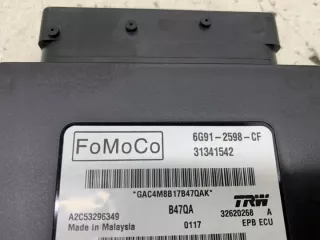 FoMoCo
6G91-2598-CF
31341542
"GAC4M8B17B47QAK"
TRW
A2C53296349
B47QA
32620268 A
Made in Malaysia
0117
EPB ECU